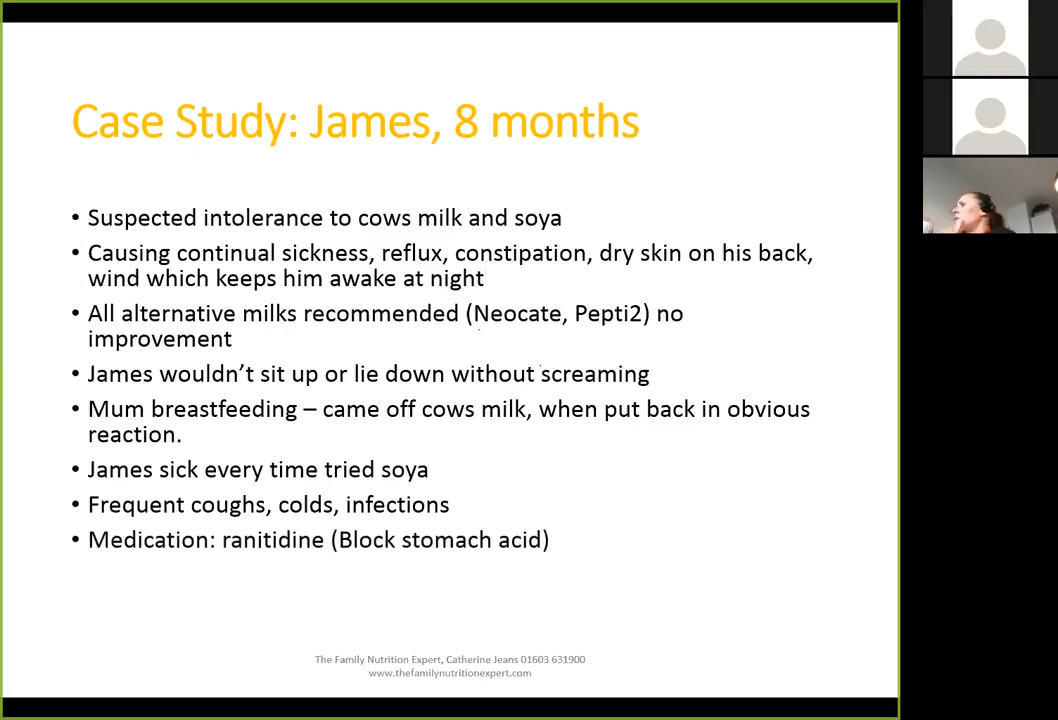 Case Study: James, 8 months
• Suspected intolerance to cows milk and soya
• Causing continual sickness, reflux, constipation, dry skin on his back,
wind which keeps him awake at night
• All alternative milks recommended (Neocate, Pepti2) no
improvement
• James wouldn’t sit up or lie down without screaming
• Mum breastfeeding – came off cows milk, when put back in obvious
reaction.
• James sick every time tried soya
• Frequent coughs, colds, infections
• Medication: ranitidine (Block stomach acid)
The Family Nutrition Expert, Catherine Jeans 01603 631900
www.thefamilynutritionexpert.com